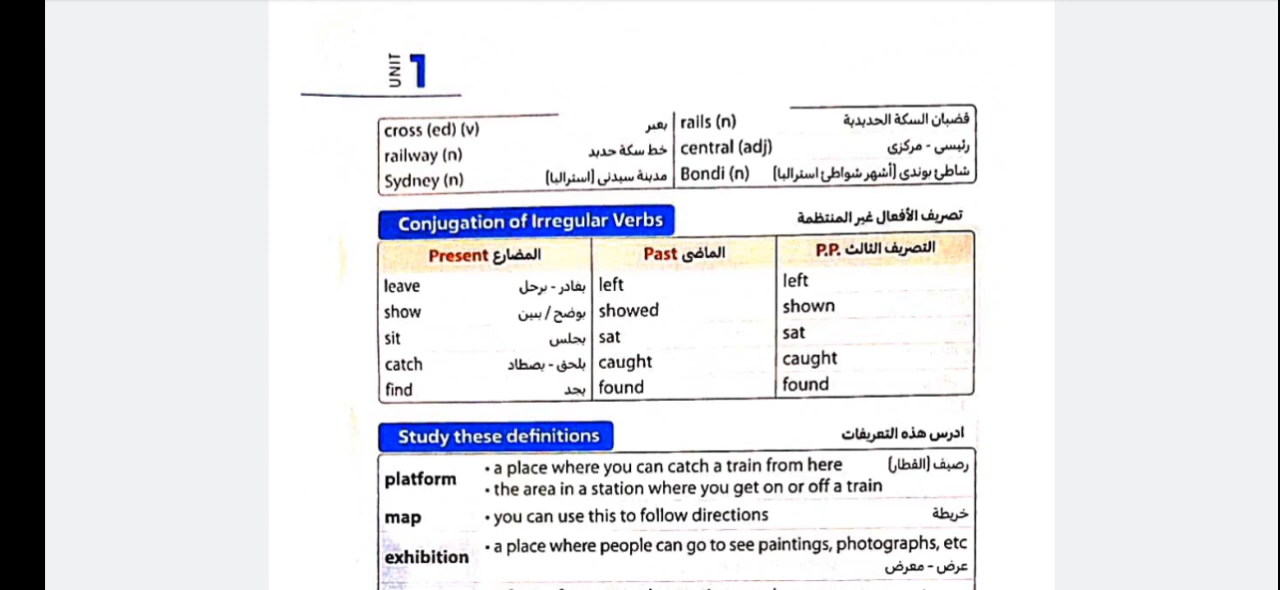 UNIT 1
cross (ed) (v) يعبر rails (n) قضبان السكة الحديدية
railway (n) خط سكة حديد central (adj) رئيسى - مركزى
Sydney (n) مدينة سيدنى [استراليا] Bondi (n) شاطئ بوندى [أشهر شواطئ استراليا]
Conjugation of Irregular Verbs تصريف الأفعال غير المنتظمة
Present المضارع Past الماضى P.P. التصريف الثالث
leave يغادر - يرحل left left
show يوضح / يبين showed shown
sit يجلس sat sat
catch يلحق - يصطاد caught caught
find يجد found found
Study these definitions ادرس هذه التعريفات
platform • a place where you can catch a train from here رصيف [القطار]
• the area in a station where you get on or off a train
map • you can use this to follow directions خريطة
exhibition • a place where people can go to see paintings, photographs, etc
عرض - معرض